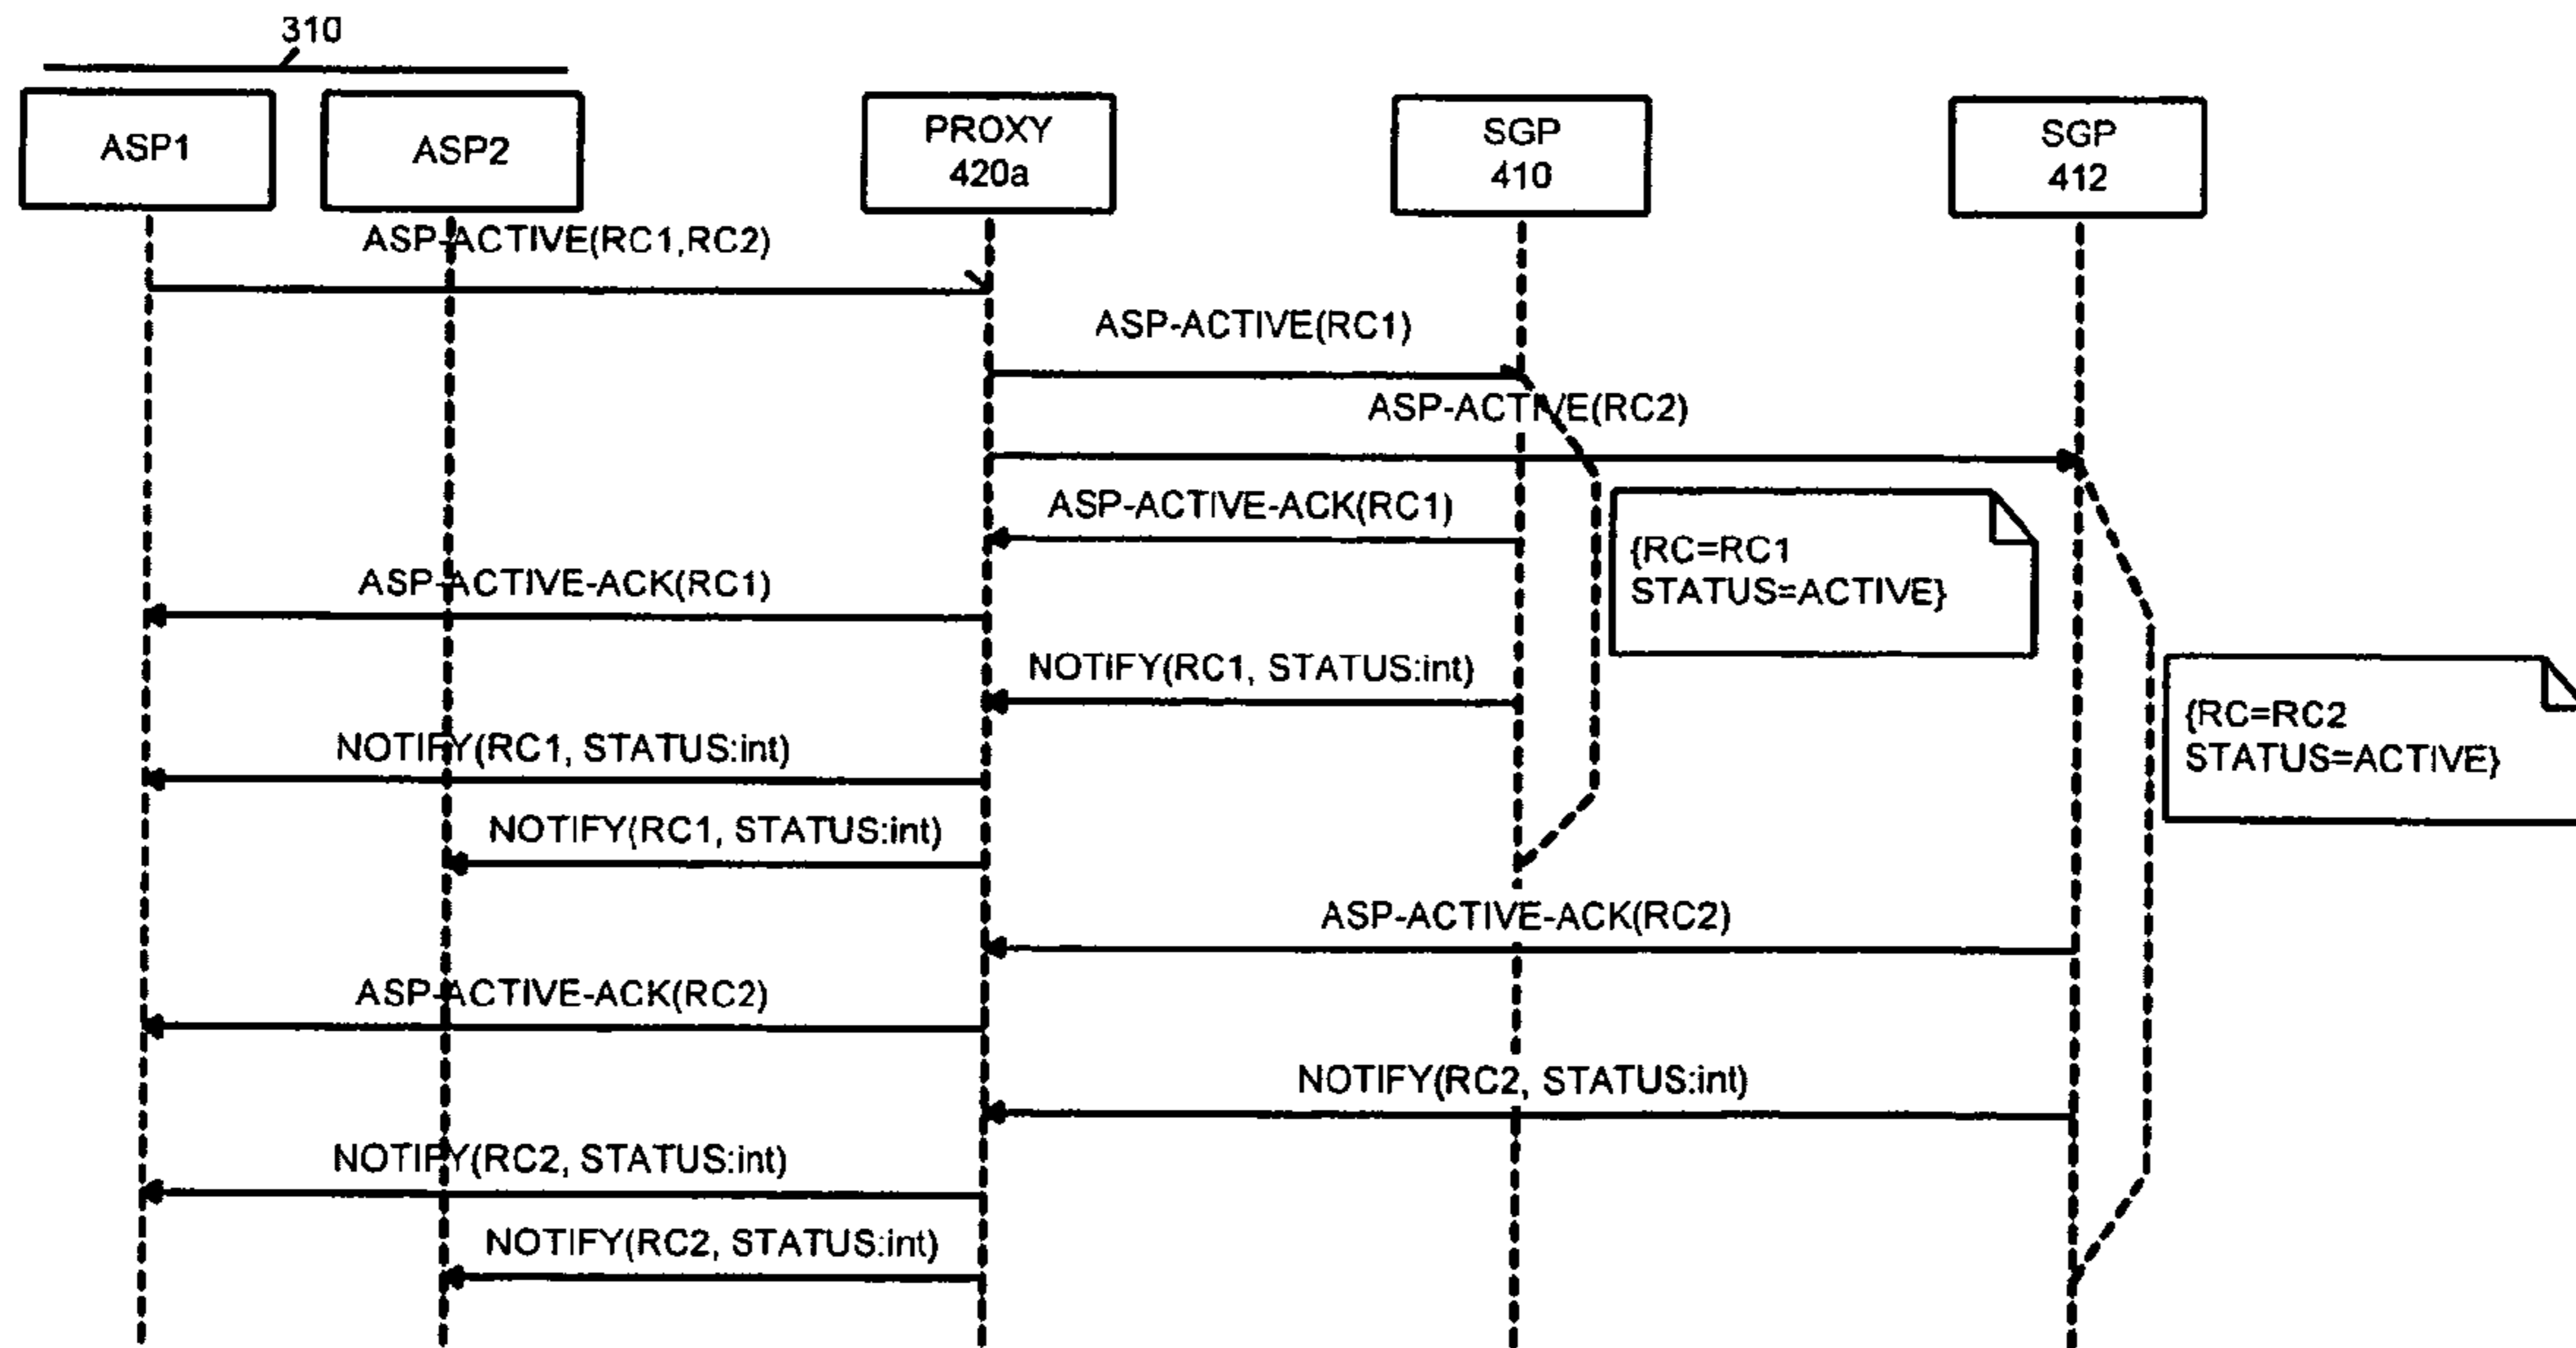 310
ASP1
ASP2
PROXY
420a
SGP
410
SGP
412
ASP-ACTIVE(RC1,RC2)
ASP-ACTIVE(RC1)
ASP-ACTIVE(RC2)
ASP-ACTIVE-ACK(RC1)
{RC=RC1
STATUS=ACTIVE}
ASP-ACTIVE-ACK(RC1)
NOTIFY(RC1, STATUS:int)
{RC=RC2
STATUS=ACTIVE}
NOTIFY(RC1, STATUS:int)
NOTIFY(RC1, STATUS:int)
ASP-ACTIVE-ACK(RC2)
ASP-ACTIVE-ACK(RC2)
NOTIFY(RC2, STATUS:int)
NOTIFY(RC2, STATUS:int)
NOTIFY(RC2, STATUS:int)